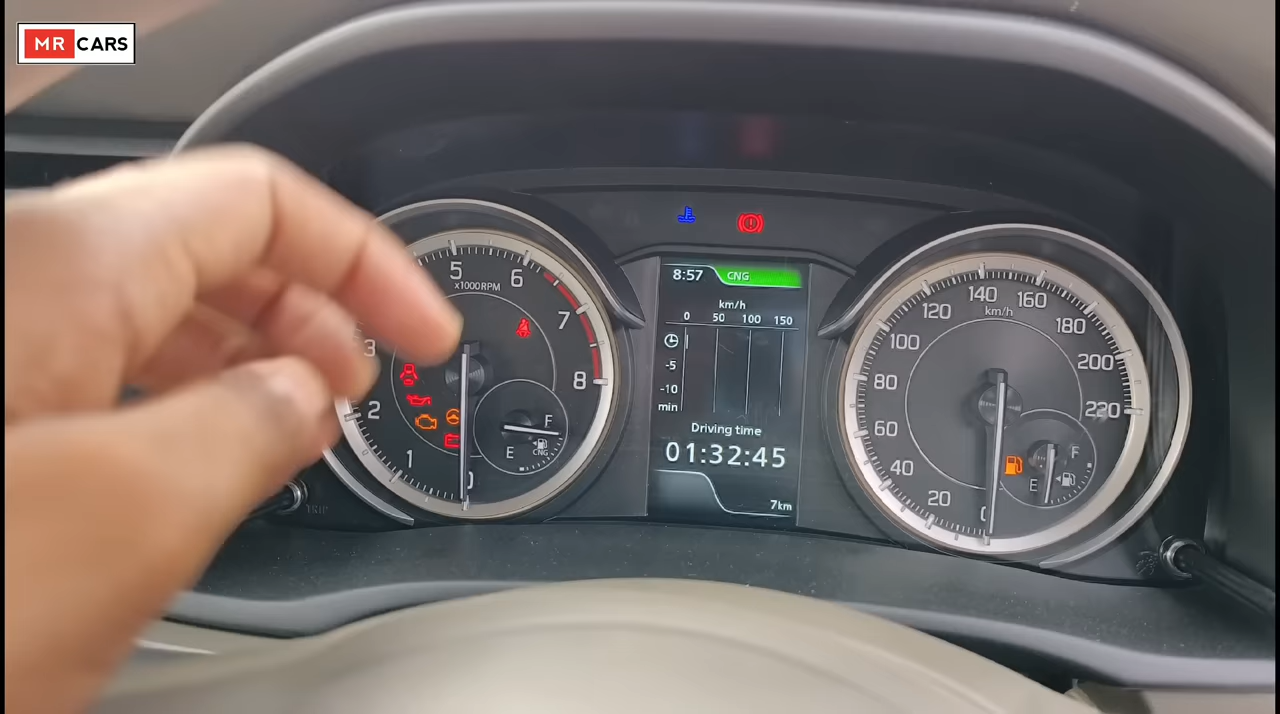 MR CARS
8:57 CNG
km/h
0 50 100 150
-5
-10
min
Driving time
01:32:45
7km
0
1
2
3
5
6
7
8
x1000RPM
F
E
CNG
0
20
40
60
80
100
120
140
160
180
200
220
km/h
F
E